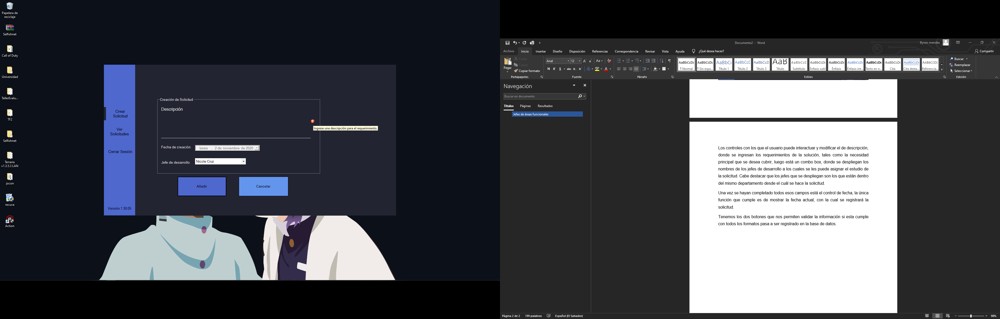 Papelera de
reciclaje
Selfishnet
Call of Duty
Universidad
TallerEvalu...
TF2
Selfishnet
Terraria
v1.3.5.3 LAN
jocon
recuva
Action
Crear
Solicitud
Ver
Solicitudes
Cerrar Sesión
Versión 1.30.05
Creación de Solicitud
Descripción
Ingrese una descripción para el requerimiento.
Fecha de creación:
lunes , 2 de noviembre de 2020
Jefe de desarrollo:
Nicole Cruz
Añadir
Cancelar
Documento2 - Word
Byron mendez
Archivo
Inicio
Insertar
Diseño
Disposición
Referencias
Correspondencia
Revisar
Vista
Ayuda
¿Qué desea hacer?
Compartir
Pegar
Cortar
Copiar
Copiar formato
Portapapeles
Arial
12
Aa
N K S abc x x A aby A
Fuente
Párrafo
AaBbCcDc
¶ Normal
AaBbCcDc
¶ Sin espa...
AaBbCc
Título 1
AaBbCcD
Título 2
AaBbCcD
Título 3
AaB
Título
AaBbCcD
Subtítulo
AaBbCcDc
Énfasis sutil
AaBbCcDc
Énfasis
AaBbCcDc
Énfasis int...
AaBbCcDc
Texto en n...
AaBbCcDc
Cita
AaBbCcDc
Cita desta...
AABBCCDC
Referencia...
Estilos
Buscar
Reemplazar
Seleccionar
Edición
Navegación
Buscar en documento
Títulos
Páginas
Resultados
Jefes de áreas funcionales
Los controles con los que el usuario puede interactuar y modificar el de descripción,
donde se ingresan los requerimientos de la solución, tales como la necesidad
principal que se desea cubrir, luego está un combo box, donde se despliegan los
nombres de los jefes de desarrollo a los cuales se les puede asignar el estudio de
la solicitud. Cabe destacar que los jefes que se despliegan son los que están dentro
del mismo departamento desde el cuál se hace la solicitud.
Una vez se hayan completado todos esos campos está el control de fecha, la única
función que cumple es de mostrar la fecha actual, con la cual se registrará la
solicitud.
Tenemos los dos botones que nos permiten validar la información si esta cumple
con todos los formatos pasa a ser registrado en la base de datos.
Página 2 de 2
199 palabras
Español (El Salvador)
98%